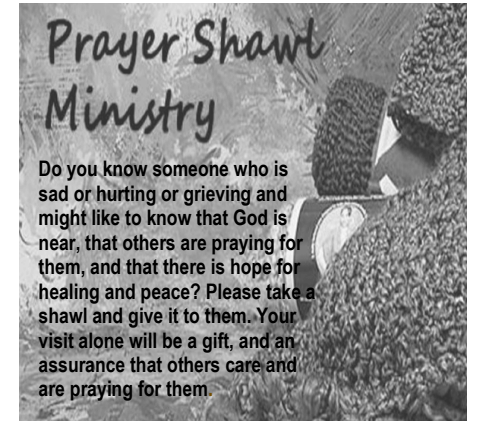 Prayer Shawl
Ministry
Do you know someone who is
sad or hurting or grieving and
might like to know that God is
near, that others are praying for
them, and that there is hope for
healing and peace? Please take a
shawl and give it to them. Your
visit alone will be a gift, and an
assurance that others care and
are praying for them.